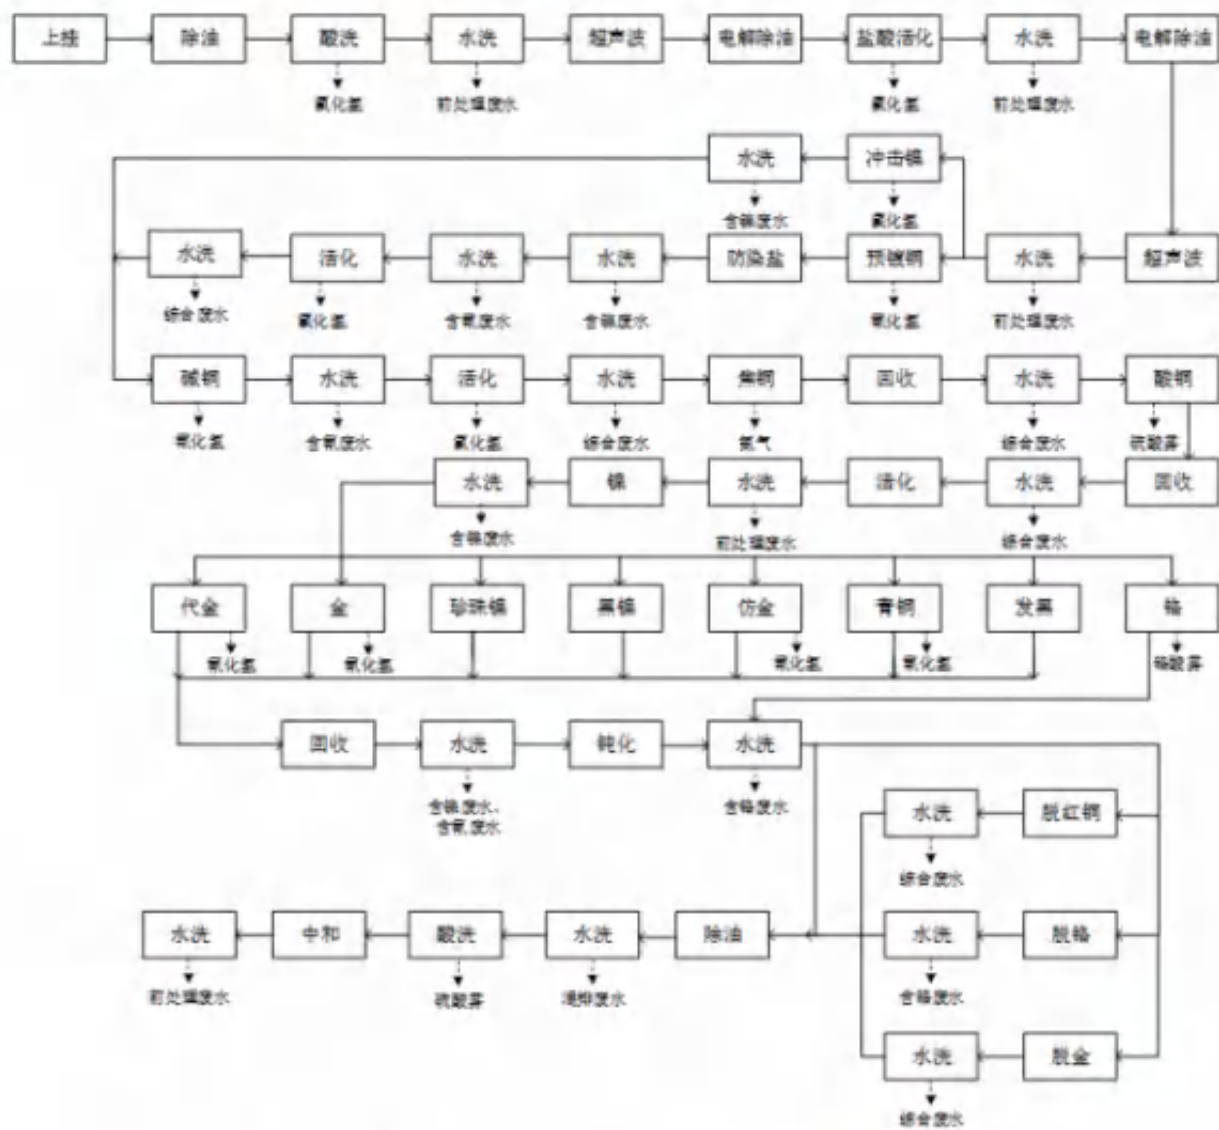 上挂 除油 酸洗 水洗 超声波 电解除油 盐酸活化 水洗 电解除油
氯化氢 前处理废水 氯化氢 前处理废水
水洗 冲击镍
含镍废水 氯化氢
水洗 活化 水洗 水洗 防染盐 预镀铜 水洗 超声波
综合废水 氯化氢 含氰废水 含镍废水 氰化氢 前处理废水
碱铜 水洗 活化 水洗 焦铜 回收 水洗 酸铜
氰化氢 含氰废水 氯化氢 综合废水 氨气 综合废水 硫酸雾
水洗 镍 水洗 活化 水洗 回收
含镍废水 前处理废水 综合废水
代金 金 珍珠镍 黑镍 仿金 青铜 发黑 铬
氰化氢 氰化氢 氰化氢 氰化氢 铬酸雾
回收 水洗 钝化 水洗
含镍废水、
含氰废水
含铬废水
水洗 脱红铜
综合废水
水洗 中和 酸洗 水洗 除油 水洗 脱铬
前处理废水 硫酸雾 混排废水 含铬废水
水洗 脱金
综合废水